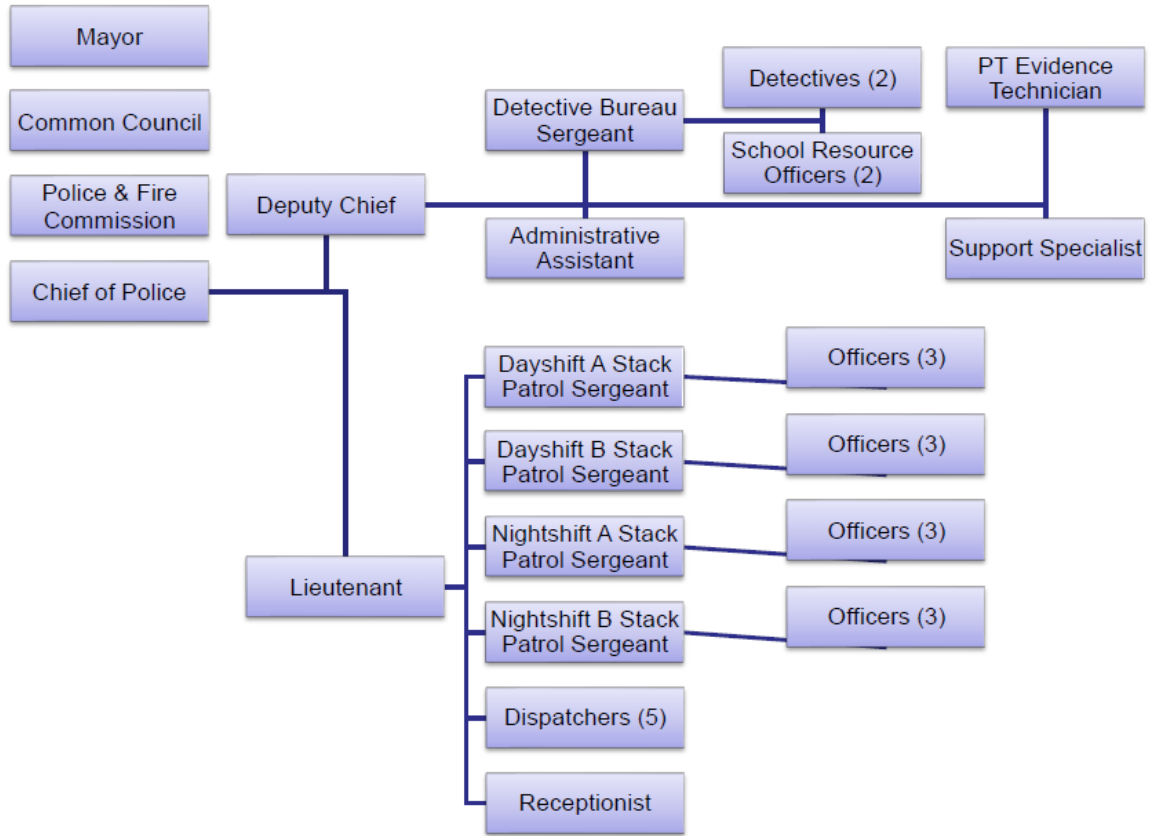 Mayor
Common Council
Police & Fire
Commission
Chief of Police
Deputy Chief
Detective Bureau
Sergeant
Detectives (2)
School Resource
Officers (2)
PT Evidence
Technician
Administrative
Assistant
Support Specialist
Lieutenant
Dayshift A Stack
Patrol Sergeant
Officers (3)
Dayshift B Stack
Patrol Sergeant
Officers (3)
Nightshift A Stack
Patrol Sergeant
Officers (3)
Nightshift B Stack
Patrol Sergeant
Officers (3)
Dispatchers (5)
Receptionist